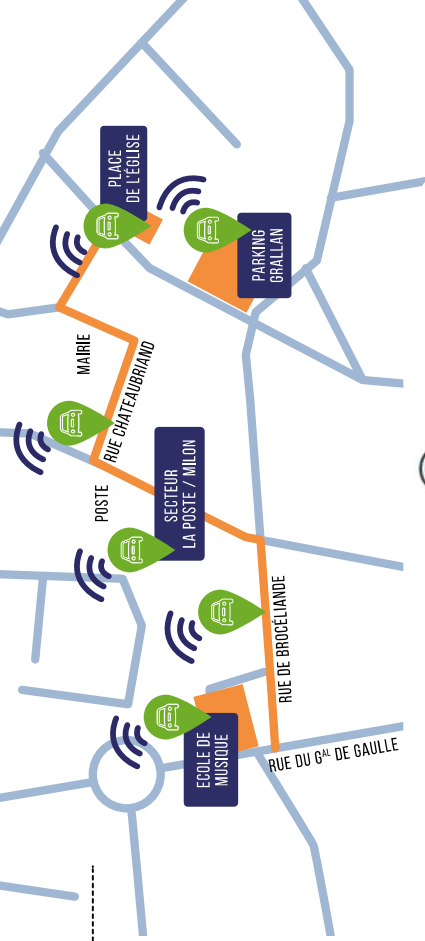 PLACE
DE L'ÉGLISE
PARKING
GRALLAN
MAIRIE
RUE CHATEAUBRIAND
POSTE
SECTEUR
LA POSTE / MILON
RUE DE BROCÉLIANDE
ECOLE DE
MUSIQUE
RUE DU GAL DE GAULLE